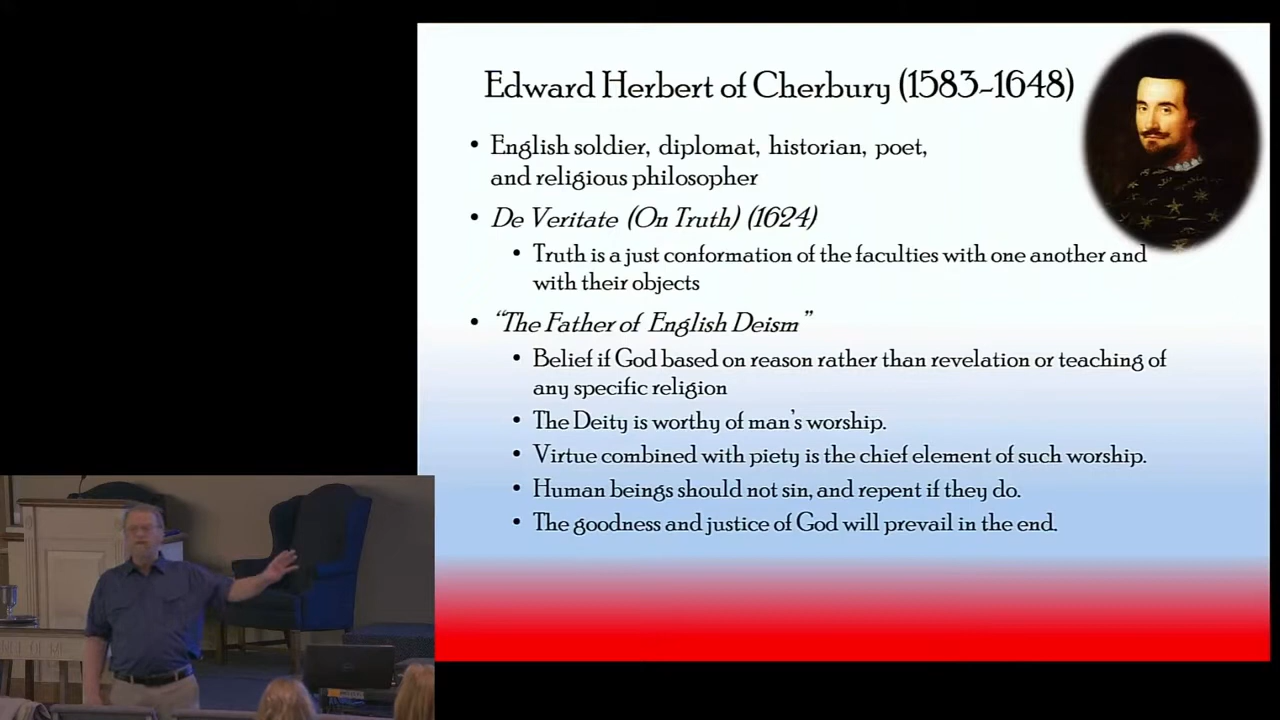 Edward Herbert of Cherbury (1583-1648)
• English soldier, diplomat, historian, poet,
and religious philosopher
• De Veritate (On Truth) (1624)
• Truth is a just conformation of the faculties with one another and
with their objects
• “The Father of English Deism”
• Belief if God based on reason rather than revelation or teaching of
any specific religion
• The Deity is worthy of man’s worship.
• Virtue combined with piety is the chief element of such worship.
• Human beings should not sin, and repent if they do.
• The goodness and justice of God will prevail in the end.